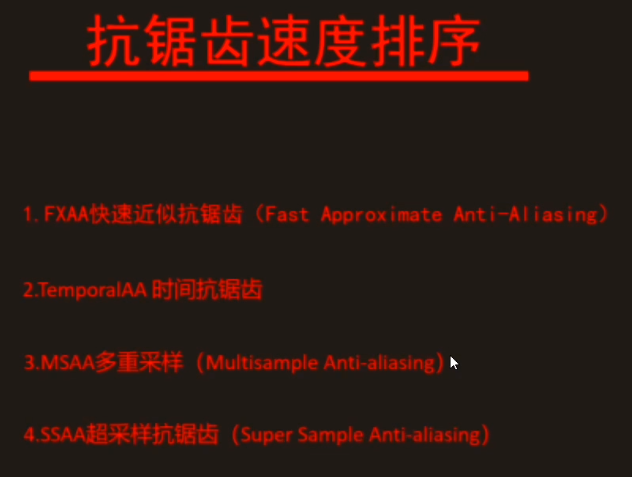 抗锯齿速度排序
1. FXAA快速近似抗锯齿（Fast Approximate Anti-Aliasing）
2.TemporalAA 时间抗锯齿
3.MSAA多重采样（Multisample Anti-aliasing）
4.SSAA超采样抗锯齿（Super Sample Anti-aliasing）